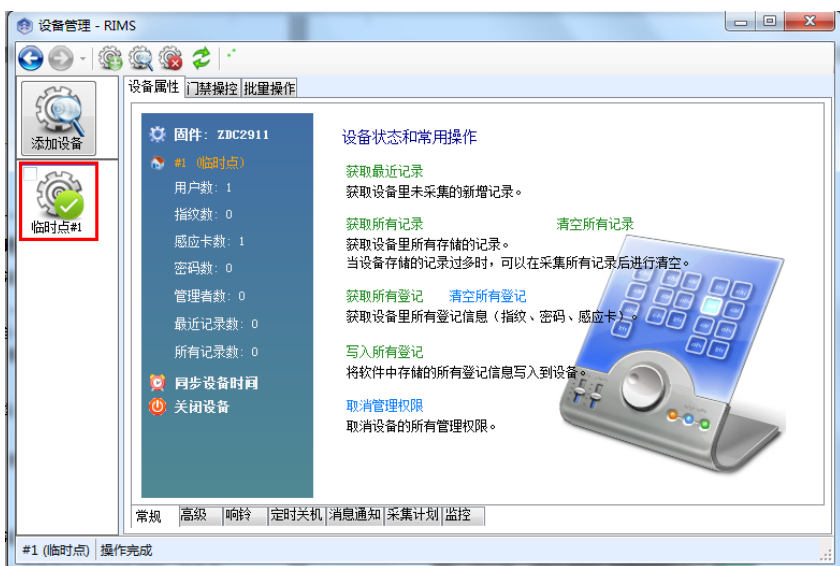 设备管理 - RIMS
设备属性 门禁操控 批量操作
添加设备
临时点#1
固件: ZDC2911
#1 (临时点)
用户数: 1
指纹数: 0
感应卡数: 1
密码数: 0
管理者数: 0
最近记录数: 0
所有记录数: 0
同步设备时间
关闭设备
设备状态和常用操作
获取最近记录
获取设备里未采集的新增记录。
获取所有记录 清空所有记录
获取设备里所有存储的记录。
当设备存储的记录过多时，可以在采集所有记录后进行清空。
获取所有登记 清空所有登记
获取设备里所有登记信息（指纹、密码、感应卡）。
写入所有登记
将软件中存储的所有登记信息写入到设备。
取消管理权限
取消设备的所有管理权限。
常规 高级 响铃 定时关机 消息通知 采集计划 监控
#1 (临时点) 操作完成